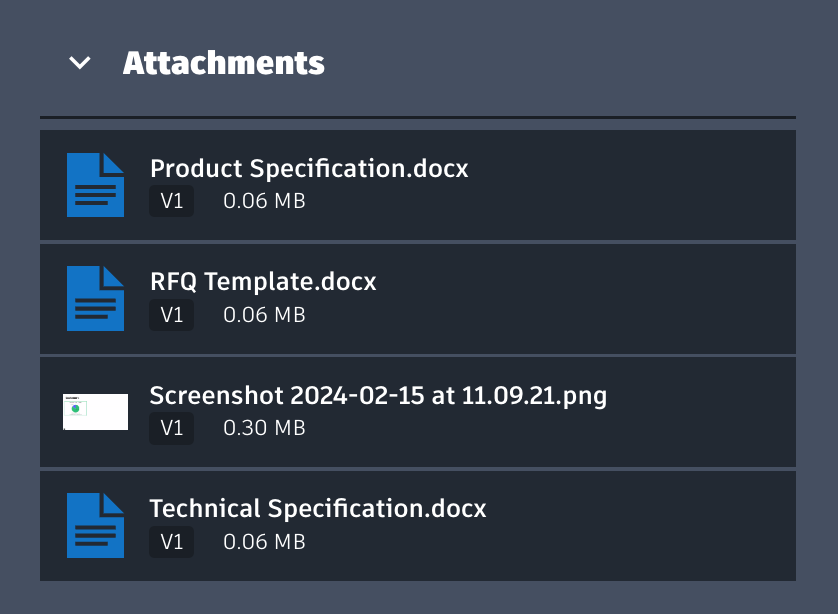 Attachments
Product Specification.docx
V1 0.06 MB
RFQ Template.docx
V1 0.06 MB
Screenshot 2024-02-15 at 11.09.21.png
V1 0.30 MB
Technical Specification.docx
V1 0.06 MB